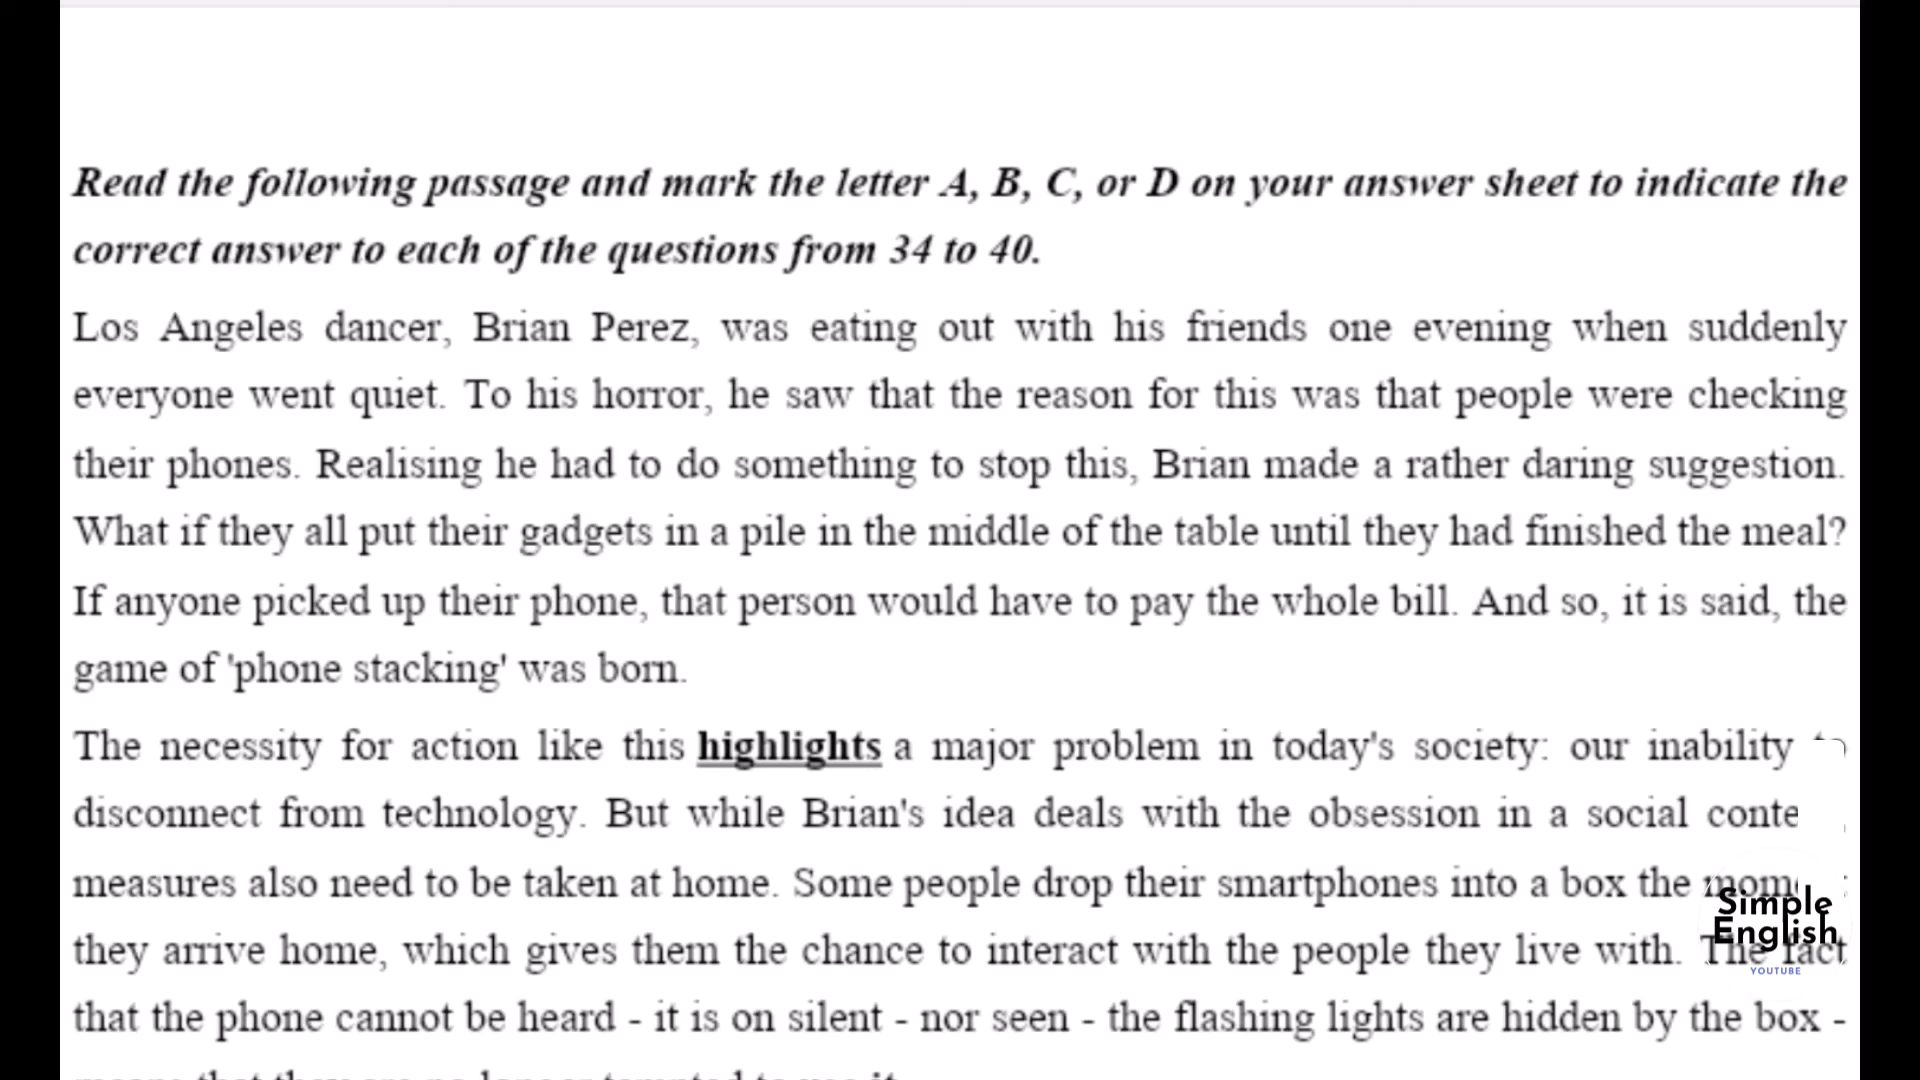 Read the following passage and mark the letter A, B, C, or D on your answer sheet to indicate the
correct answer to each of the questions from 34 to 40.
Los Angeles dancer, Brian Perez, was eating out with his friends one evening when suddenly
everyone went quiet. To his horror, he saw that the reason for this was that people were checking
their phones. Realising he had to do something to stop this, Brian made a rather daring suggestion.
What if they all put their gadgets in a pile in the middle of the table until they had finished the meal?
If anyone picked up their phone, that person would have to pay the whole bill. And so, it is said, the
game of 'phone stacking' was born.
The necessity for action like this highlights a major problem in today's society: our inability
disconnect from technology. But while Brian's idea deals with the obsession in a social
measures also need to be taken at home. Some people drop their smartphones into a box the
they arrive home, which gives them the chance to interact with the people they live with. The fact
that the phone cannot be heard - it is on silent - nor seen - the flashing lights are hidden by the box -
Simple
English
YOUTUBE